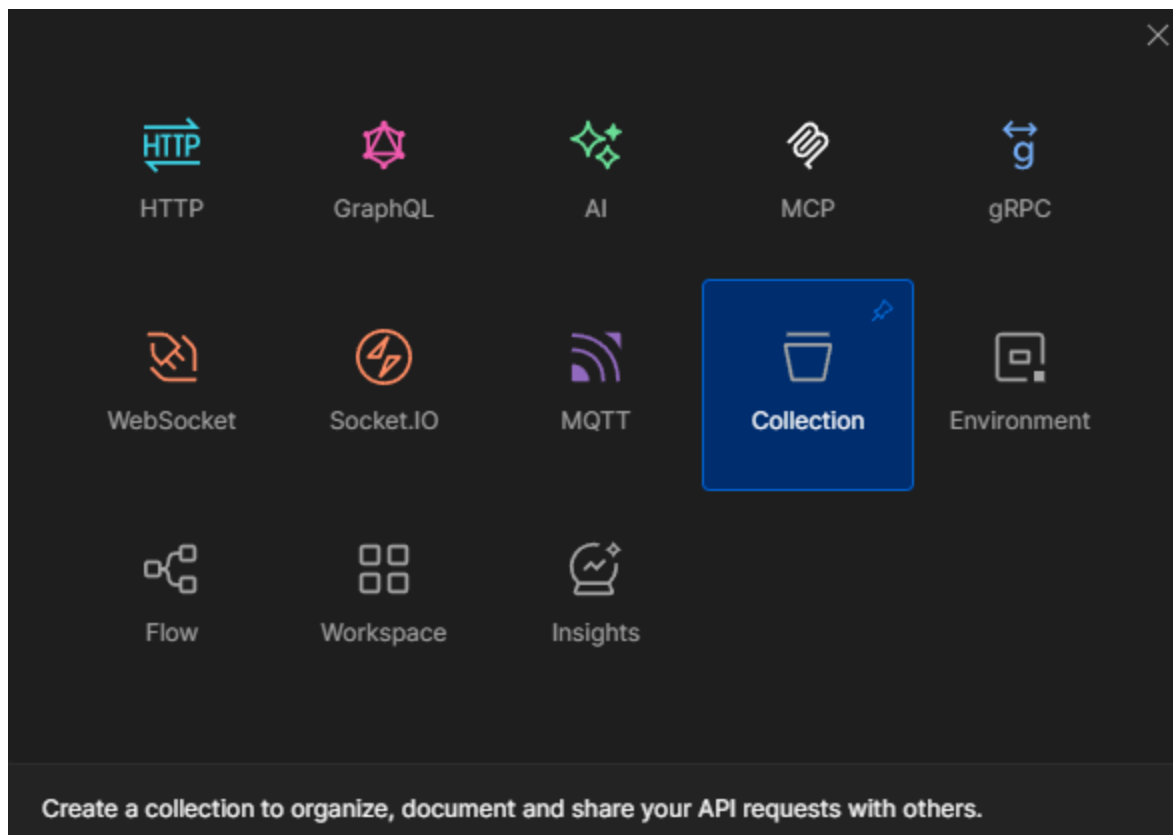 HTTP
g
HTTP GraphQL AI MCP gRPC
WebSocket Socket.IO MQTT Collection Environment
Flow Workspace Insights
Create a collection to organize, document and share your API requests with others.